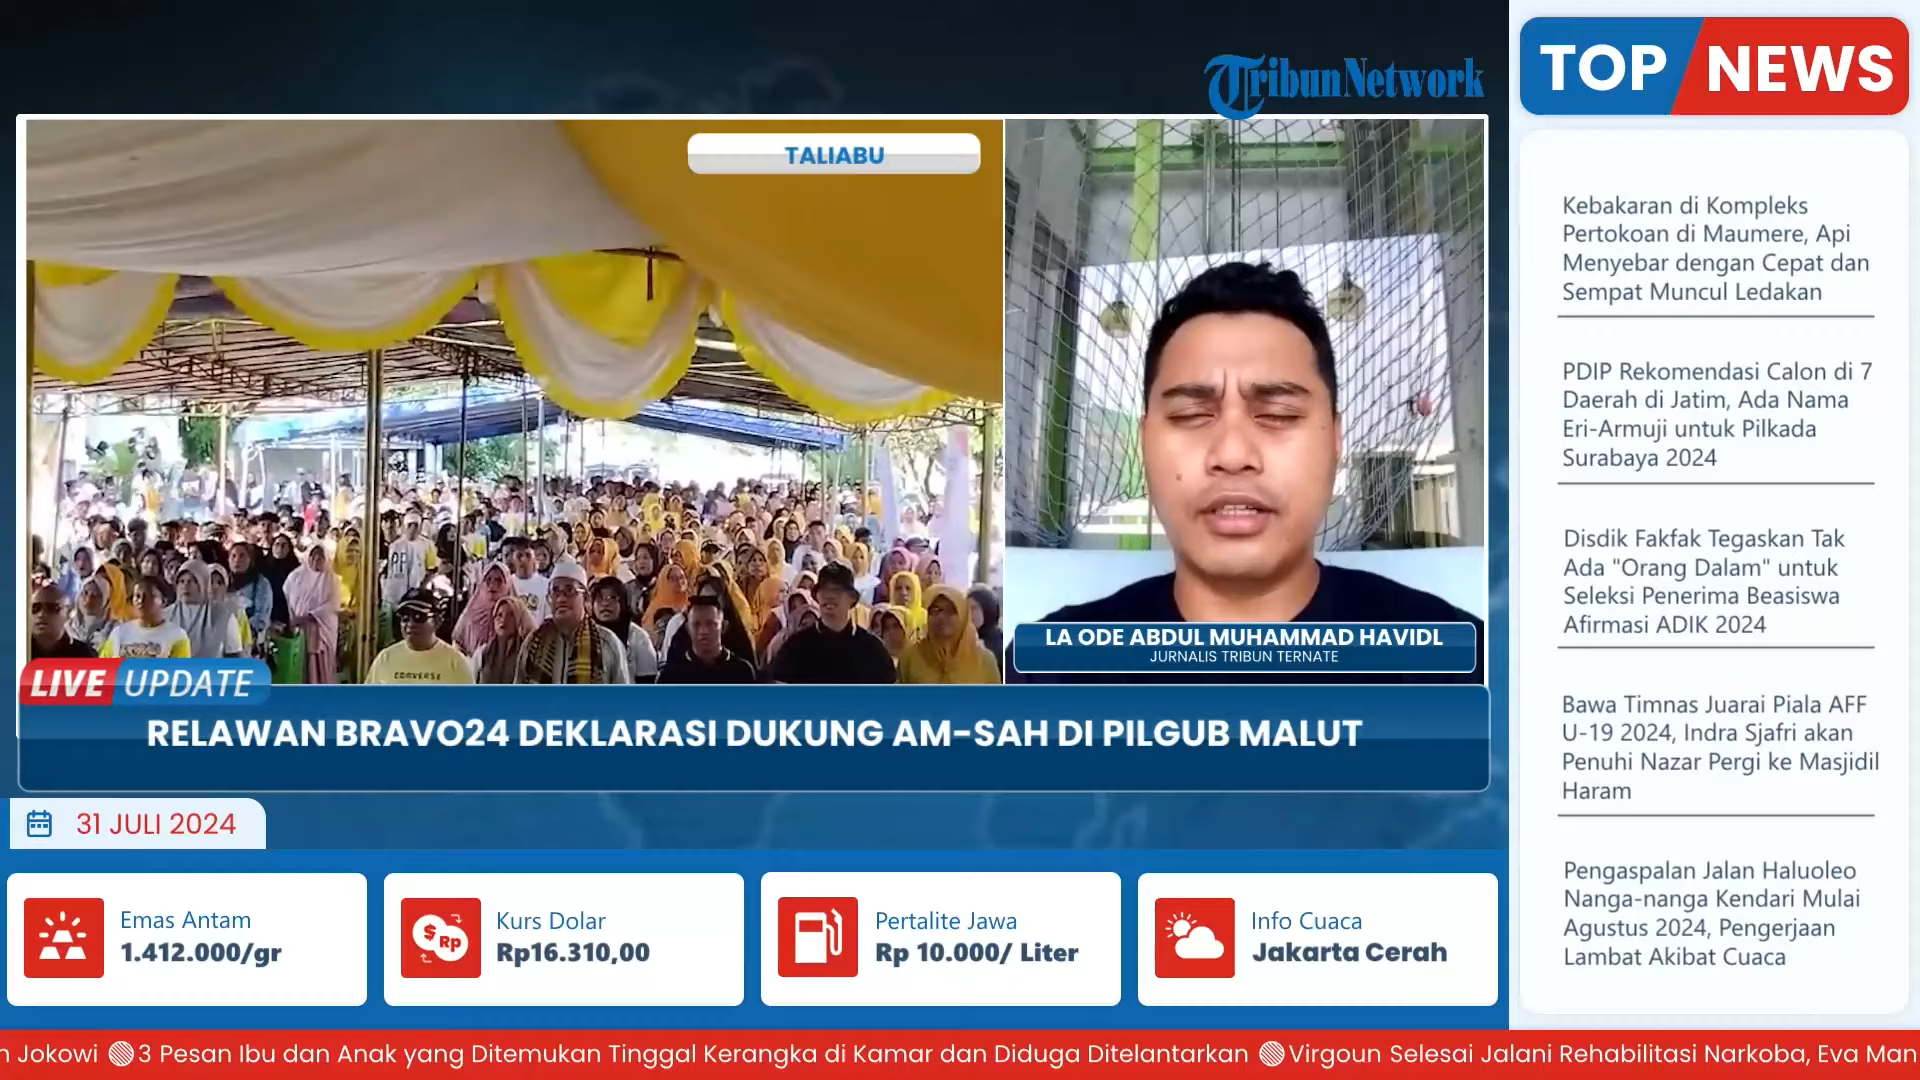 TribunNetwork
TOP NEWS
TALIABU
Kebakaran di Kompleks
Pertokoan di Maumere, Api
Menyebar dengan Cepat dan
Sempat Muncul Ledakan
PDIP Rekomendasi Calon di 7
Daerah di Jatim, Ada Nama
Eri-Armuji untuk Pilkada
Surabaya 2024
Disdik Fakfak Tegaskan Tak
Ada "Orang Dalam" untuk
Seleksi Penerima Beasiswa
Afirmasi ADIK 2024
Bawa Timnas Juarai Piala AFF
U-19 2024, Indra Sjafri akan
Penuhi Nazar Pergi ke Masjidil
Haram
Pengaspalan Jalan Haluoleo
Nanga-nanga Kendari Mulai
Agustus 2024, Pengerjaan
Lambat Akibat Cuaca
CONVERSE
LA ODE ABDUL MUHAMMAD HAVIDL
JURNALIS TRIBUN TERNATE
LIVE UPDATE
RELAWAN BRAVO24 DEKLARASI DUKUNG AM-SAH DI PILGUB MALUT
31 JULI 2024
Emas Antam
1.412.000/gr
$ Rp
Kurs Dolar
Rp16.310,00
Pertalite Jawa
Rp 10.000/ Liter
Info Cuaca
Jakarta Cerah
n Jokowi 3 Pesan Ibu dan Anak yang Ditemukan Tinggal Kerangka di Kamar dan Diduga Ditelantarkan Virgoun Selesai Jalani Rehabilitasi Narkoba, Eva Man